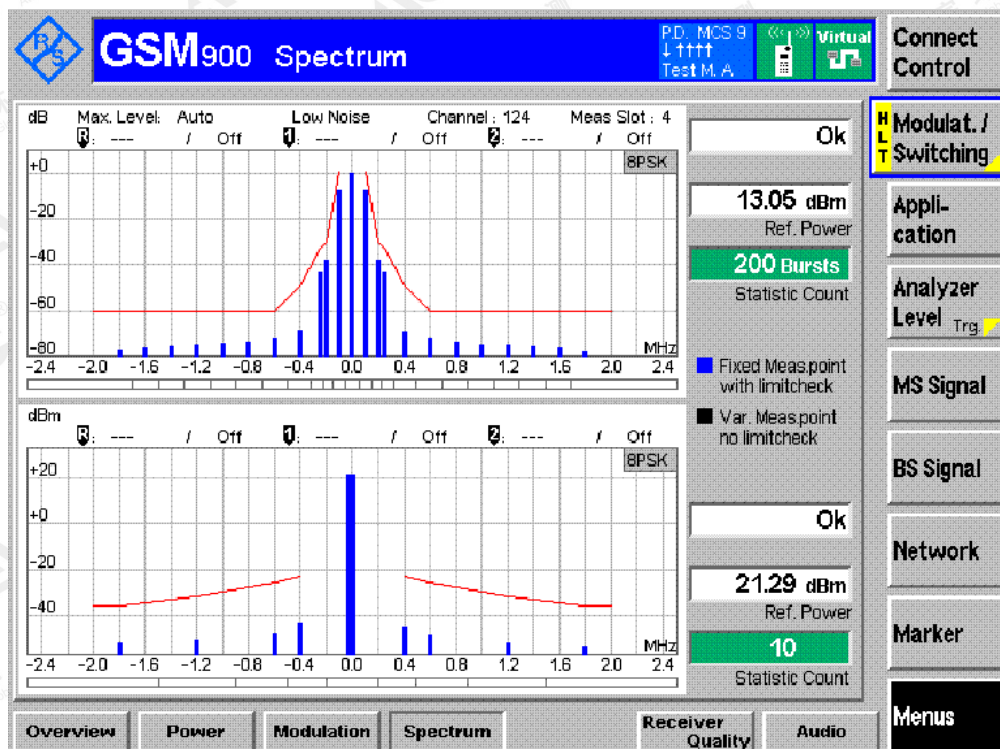 R/S
GSM900 Spectrum
P.D. MCS 9
↓ ↑↑↑↑
Test M. A
Virtual
Connect
Control
dB Max. Level: Auto Low Noise Channel : 124 Meas Slot : 4
R: --- / Off 1: --- / Off 2: --- / Off
8PSK
+0
-20
-40
-60
-80
MHz
-2.4 -2.0 -1.6 -1.2 -0.8 -0.4 0.0 0.4 0.8 1.2 1.6 2.0 2.4
Ok
13.05 dBm
Ref. Power
200 Bursts
Statistic Count
Fixed Meas.point
with limitcheck
Var. Meas.point
no limitcheck
dBm
R: --- / Off 1: --- / Off 2: --- / Off
8PSK
+20
+0
-20
-40
MHz
-2.4 -2.0 -1.6 -1.2 -0.8 -0.4 0.0 0.4 0.8 1.2 1.6 2.0 2.4
Ok
21.29 dBm
Ref. Power
10
Statistic Count
HLT
Modulat. /
Switching
Appli-
cation
Analyzer
Level Trg.
MS Signal
BS Signal
Network
Marker
Menus
Overview Power Modulation Spectrum Receiver Quality Audio